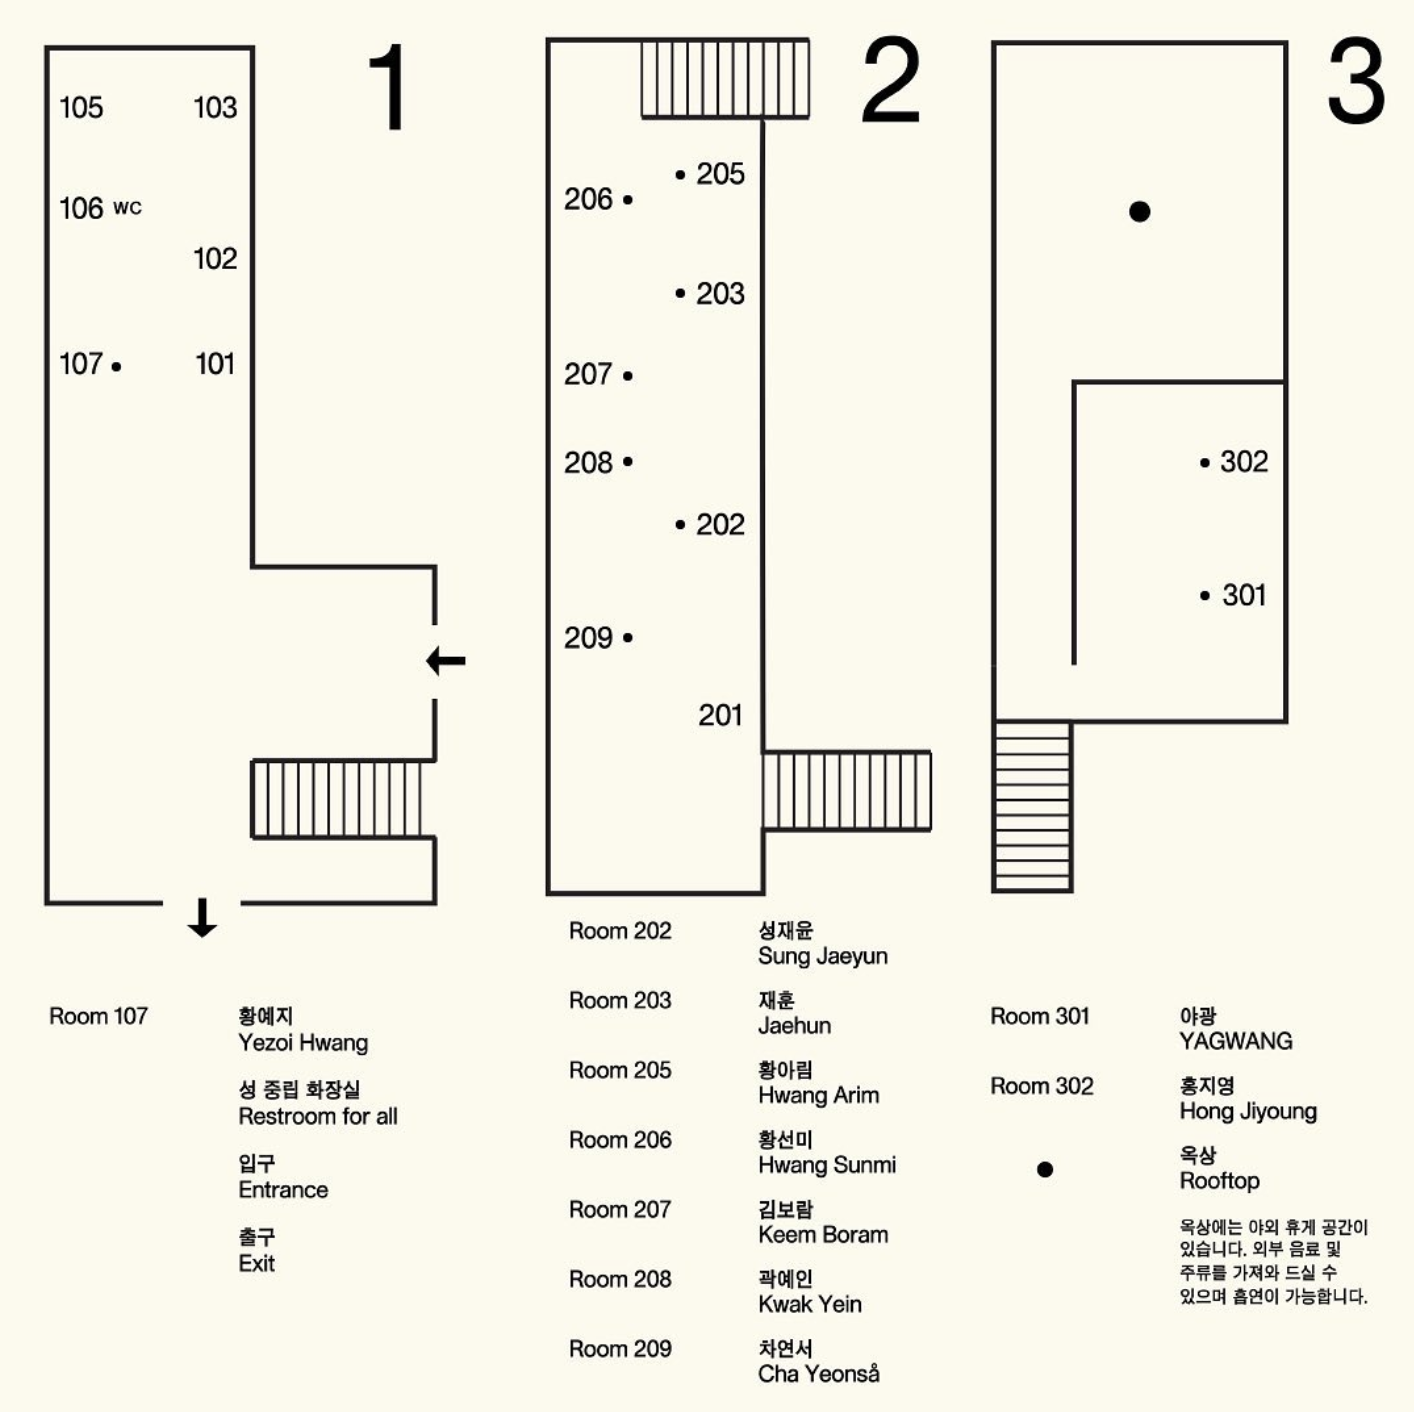 1
105
103
106 WC
102
107
101
Room 107
황예지
Yezoi Hwang
성 중립 화장실
Restroom for all
입구
Entrance
출구
Exit
2
205
206
203
207
208
202
209
201
Room 202
성재윤
Sung Jaeyun
Room 203
재훈
Jaehun
Room 205
황아림
Hwang Arim
Room 206
황선미
Hwang Sunmi
Room 207
김보람
Keem Boram
Room 208
곽예인
Kwak Yein
Room 209
차연서
Cha Yeonså
3
302
301
Room 301
야광
YAGWANG
Room 302
홍지영
Hong Jiyoung
옥상
Rooftop
옥상에는 야외 휴게 공간이
있습니다. 외부 음료 및
주류를 가져와 드실 수
있으며 흡연이 가능합니다.